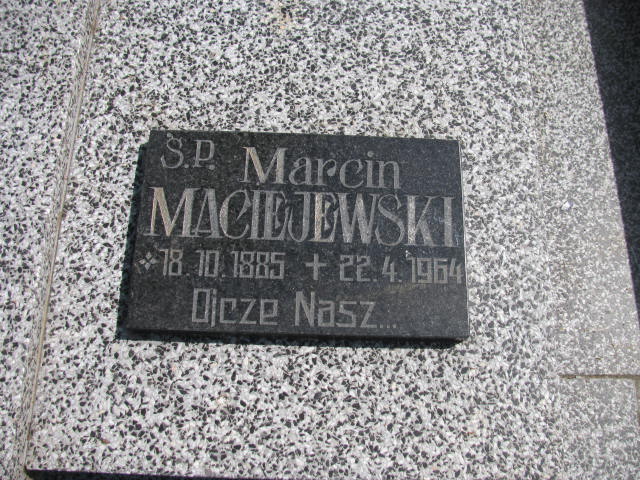 Ś.P. Marcin
MACIEJEWSKI
* 18.10.1885 + 22.4.1964
Ojcze Nasz...